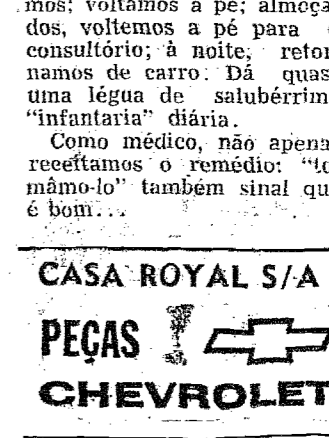 mos; voltamos a pé; almoça
dos, voltemos a pé para
consultório; à noite, retor
namos de carro. Dá quas
uma légua de salubérrim
"infantaria" diária.
Como médico, não apena
receitamos o remédio: "to
mâmo-lo" também sinal qu
é bom...
CASA ROYAL S/A
PEÇAS
CHEVROLET